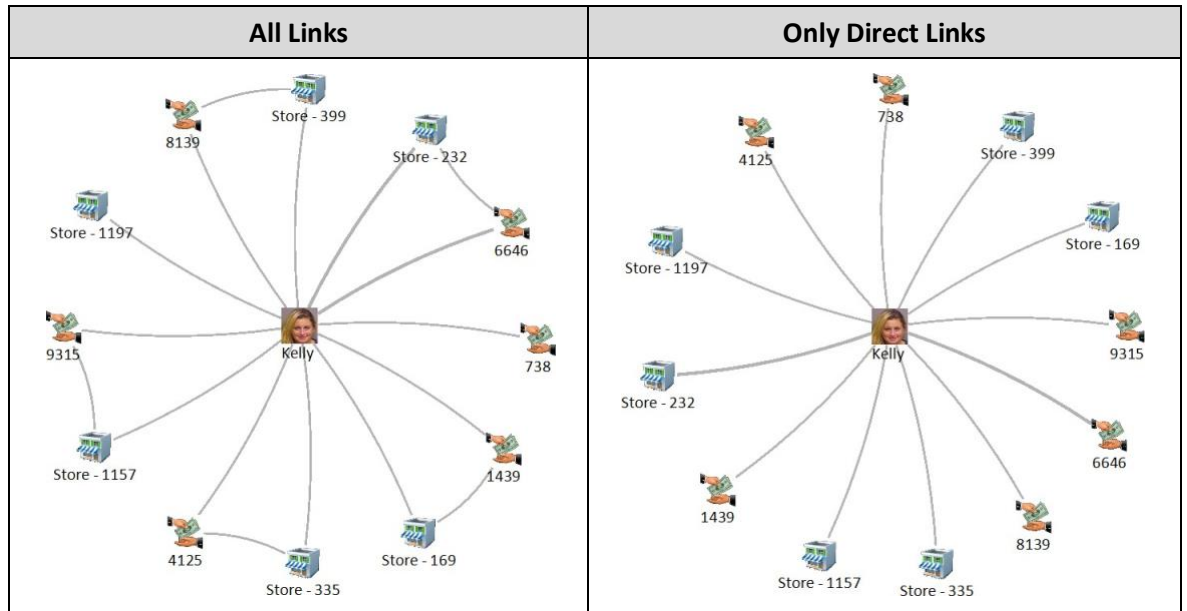 All Links
Only Direct Links
Store - 399
8139
Store - 232
6646
Store - 1197
Kelly
9315
738
Store - 1157
1439
4125
Store - 169
Store - 335
738
4125
Store - 399
Store - 169
Store - 1197
9315
Kelly
Store - 232
6646
1439
8139
Store - 1157
Store - 335